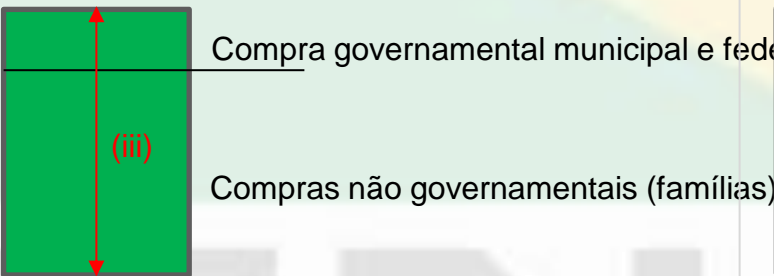 Compra governamental municipal e fede
(iii)
Compras não governamentais (famílias)